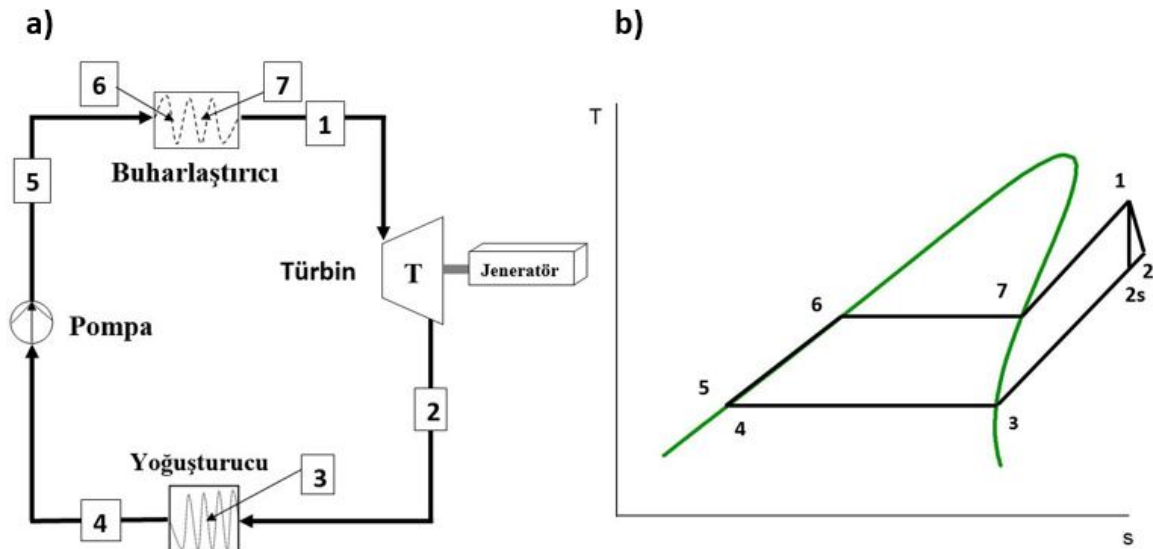 a)
6
7
1
Buharlaştırıcı
5
Türbin
T
Jeneratör
Pompa
2
Yoğuşturucu
3
4
b)
T
1
2
2s
7
6
5
4
3
s